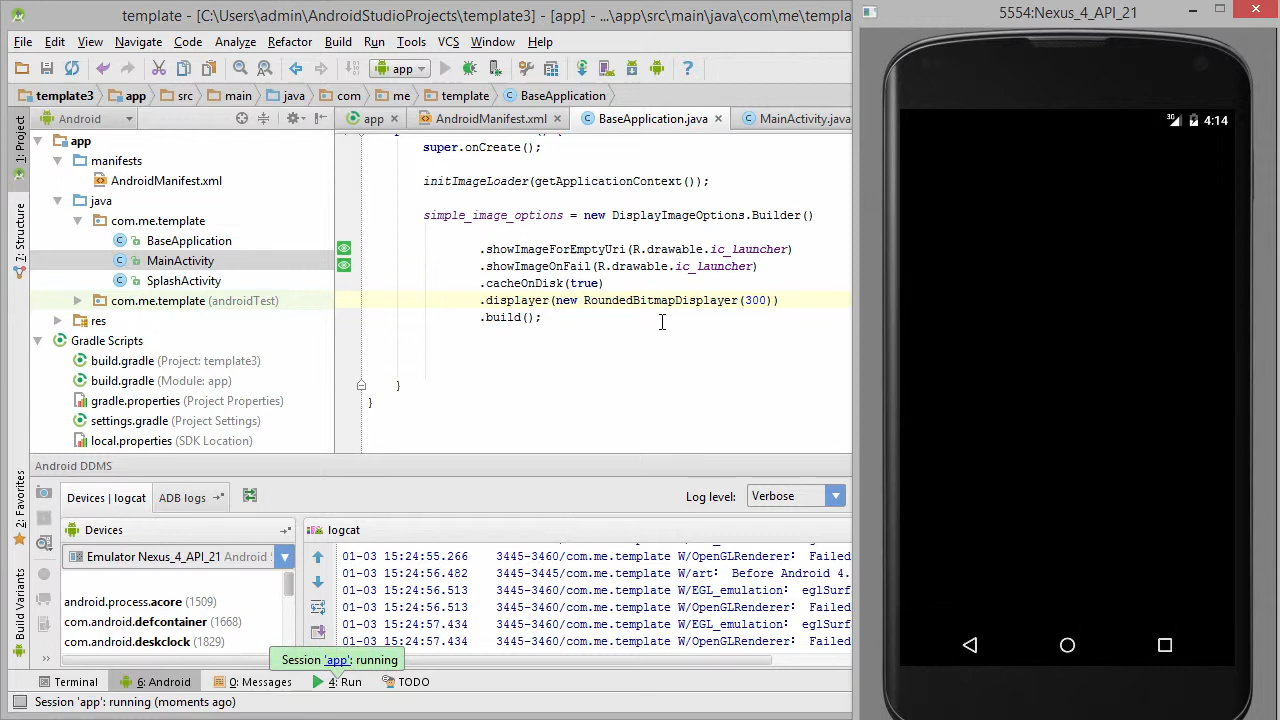 template - [C:\Users\admin\AndroidStudioProjects\template3] - [app] - ...\app\src\main\java\com\me\templa
File Edit View Navigate Code Analyze Refactor Build Run Tools VCS Window Help
app
template3 app src main java com me template BaseApplication
Android
app AndroidManifest.xml BaseApplication.java MainActivity.java
1: Project
Z: Structure
2: Favorites
Build Variants
app
manifests
AndroidManifest.xml
java
com.me.template
BaseApplication
MainActivity
SplashActivity
com.me.template (androidTest)
res
Gradle Scripts
build.gradle (Project: template3)
build.gradle (Module: app)
gradle.properties (Project Properties)
settings.gradle (Project Settings)
local.properties (SDK Location)
super.onCreate();
initImageLoader(getApplicationContext());
simple_image_options = new DisplayImageOptions.Builder()
.showImageForEmptyUri(R.drawable.ic_launcher)
.showImageOnFail(R.drawable.ic_launcher)
.cacheOnDisk(true)
.displayer(new RoundedBitmapDisplayer(300))
.build();
}
}
Android DDMS
Devices | logcat ADB logs Log level: Verbose
Devices
Emulator Nexus_4_API_21 Android
android.process.acore (1509)
com.android.defcontainer (1668)
com.android.deskclock (1829)
logcat
01-03 15:24:55.266 3445-3460/com.me.template W/OpenGLRenderer: Failed
01-03 15:24:56.482 3445-3445/com.me.template W/art: Before Android 4.
01-03 15:24:56.513 3445-3460/com.me.template W/EGL_emulation: eglSurf
01-03 15:24:56.513 3445-3460/com.me.template W/OpenGLRenderer: Failed
01-03 15:24:57.434 3445-3460/com.me.template W/EGL_emulation: eglSurf
01-03 15:24:57.434 3445-3460/com.me.template W/OpenGLRenderer: Failed
Session 'app': running
Terminal 6: Android 0: Messages 4: Run TODO
Session 'app': running (moments ago)
5554:Nexus_4_API_21
3G 4:14